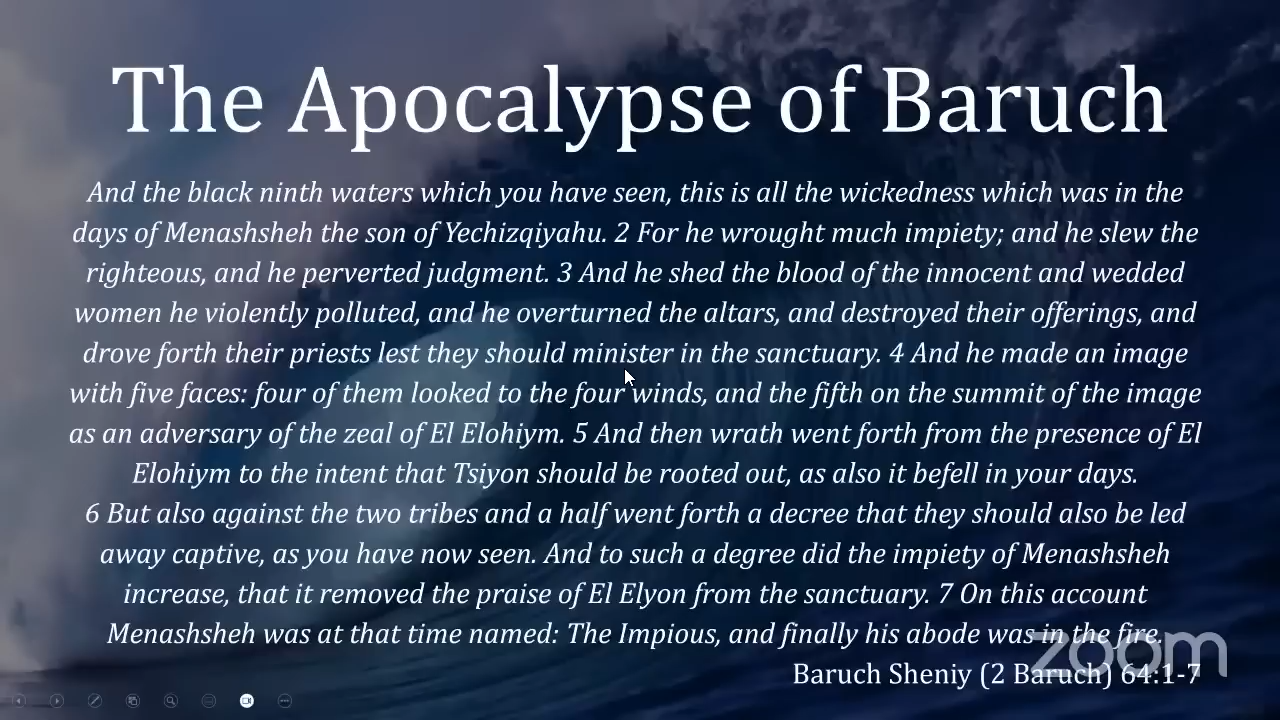 The Apocalypse of Baruch
And the black ninth waters which you have seen, this is all the wickedness which was in the
days of Menashsheh the son of Yechizqiyahu. 2 For he wrought much impiety; and he slew the
righteous, and he perverted judgment. 3 And he shed the blood of the innocent and wedded
women he violently polluted, and he overturned the altars, and destroyed their offerings, and
drove forth their priests lest they should minister in the sanctuary. 4 And he made an image
with five faces: four of them looked to the four winds, and the fifth on the summit of the image
as an adversary of the zeal of El Elohiym. 5 And then wrath went forth from the presence of El
Elohiym to the intent that Tsiyon should be rooted out, as also it befell in your days.
6 But also against the two tribes and a half went forth a decree that they should also be led
away captive, as you have now seen. And to such a degree did the impiety of Menashsheh
increase, that it removed the praise of El Elyon from the sanctuary. 7 On this account
Menashsheh was at that time named: The Impious, and finally his abode was in the fire.
zoom
Baruch Sheniy (2 Baruch) 64:1-7